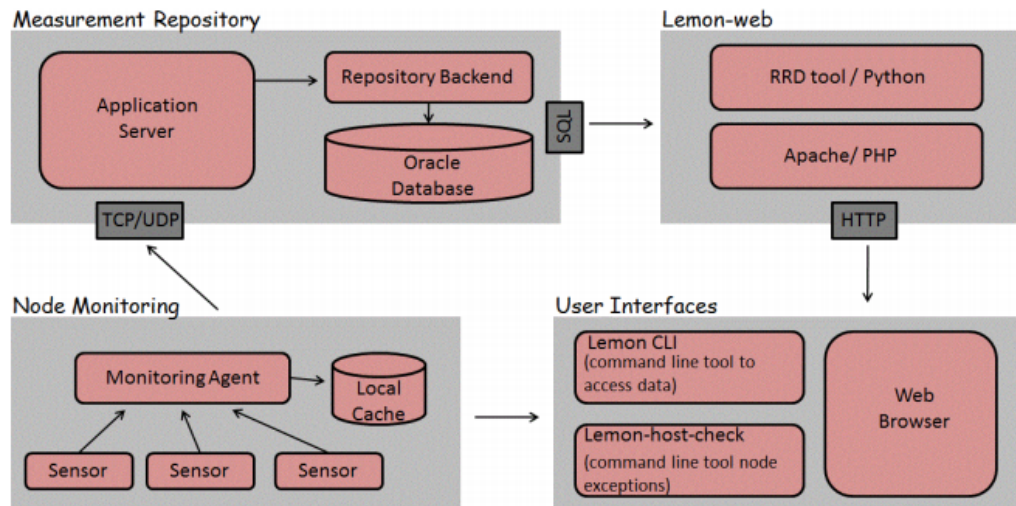 Measurement Repository
Application
Server
Repository Backend
Oracle
Database
SQL
TCP/UDP
Lemon-web
RRD tool / Python
Apache/ PHP
HTTP
Node Monitoring
Monitoring Agent
Local
Cache
Sensor
Sensor
Sensor
User Interfaces
Lemon CLI
(command line tool to
access data)
Lemon-host-check
(command line tool node
exceptions)
Web
Browser